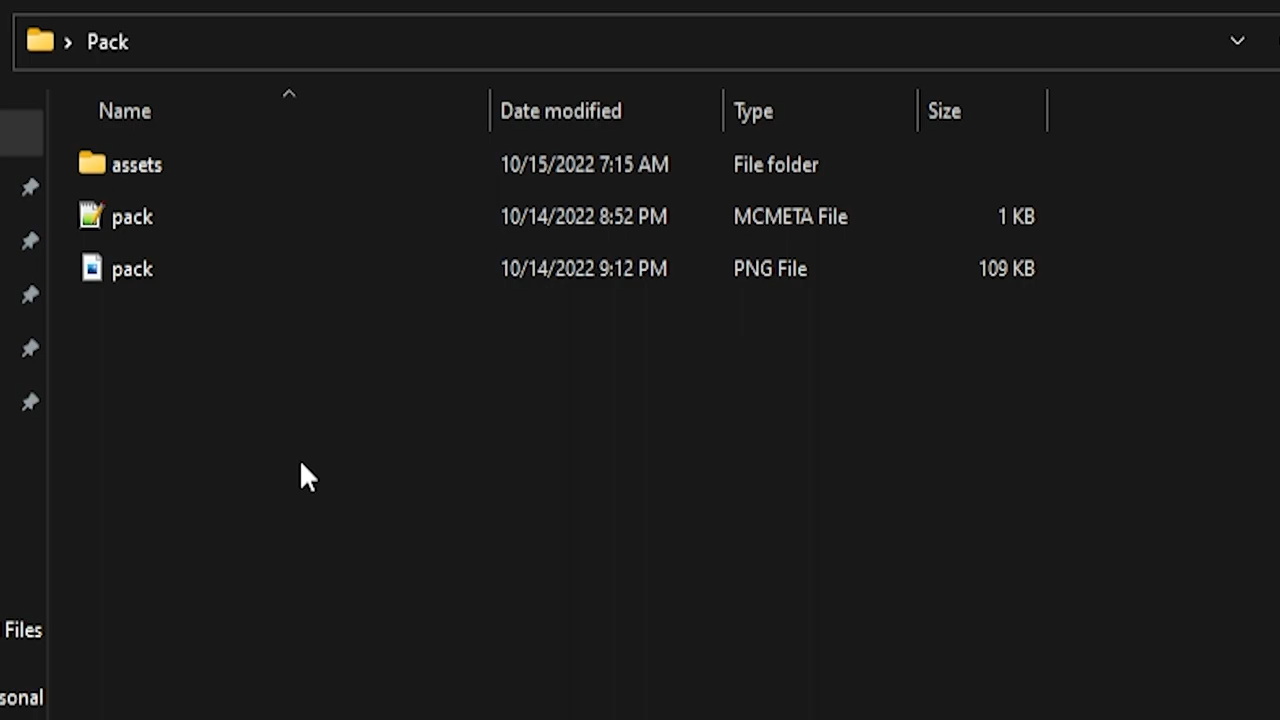 Pack
Name Date modified Type Size
assets 10/15/2022 7:15 AM File folder
pack 10/14/2022 8:52 PM MCMETA File 1 KB
pack 10/14/2022 9:12 PM PNG File 109 KB
Files
sonal